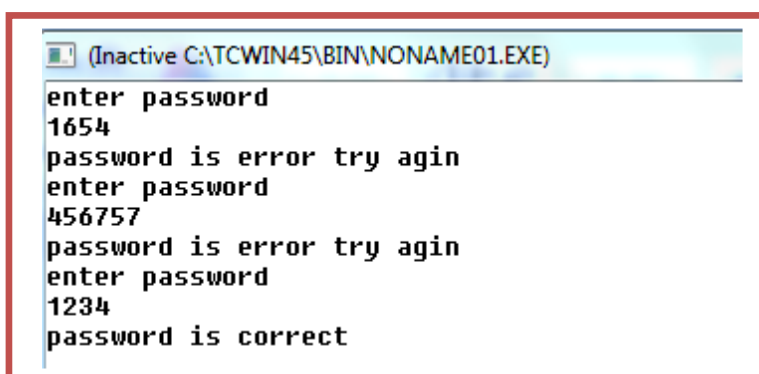 (Inactive C:\TCWIN45\BIN\NONAME01.EXE)
enter password
1654
password is error try agin
enter password
456757
password is error try agin
enter password
1234
password is correct